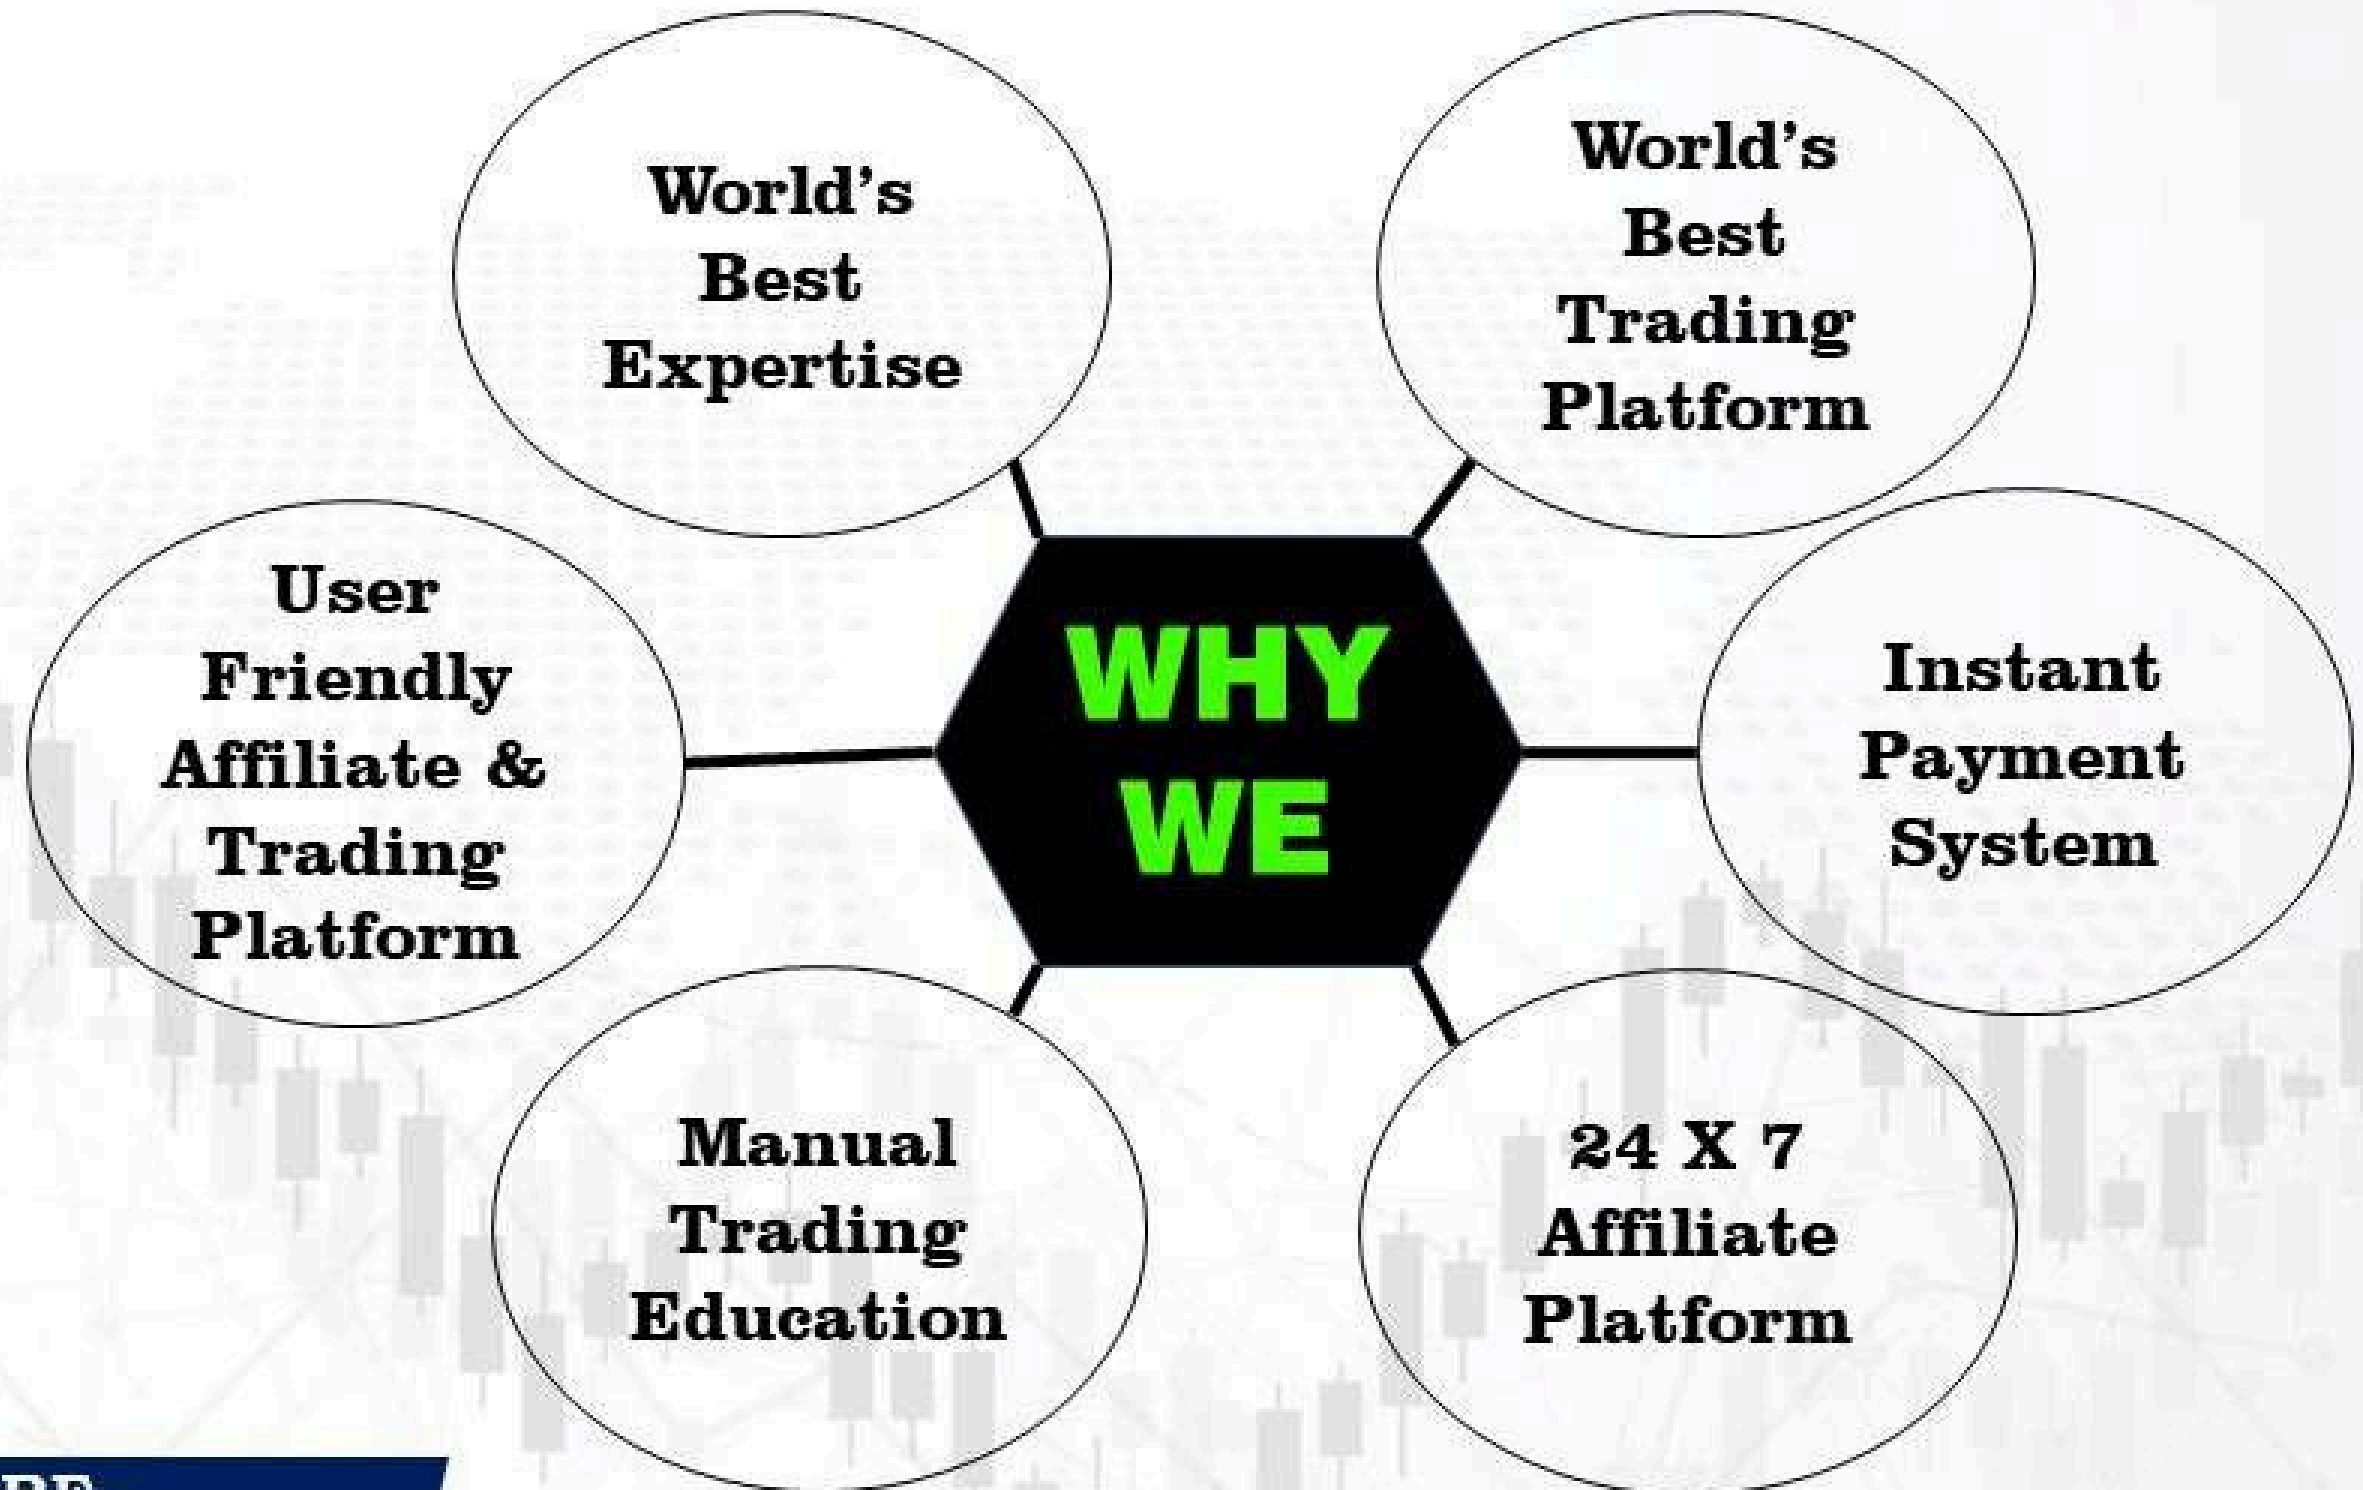 World's
Best
Expertise
World's
Best
Trading
Platform
User
Friendly
Affiliate &
Trading
Platform
WHY
WE
Instant
Payment
System
Manual
Trading
Education
24 X 7
Affiliate
Platform